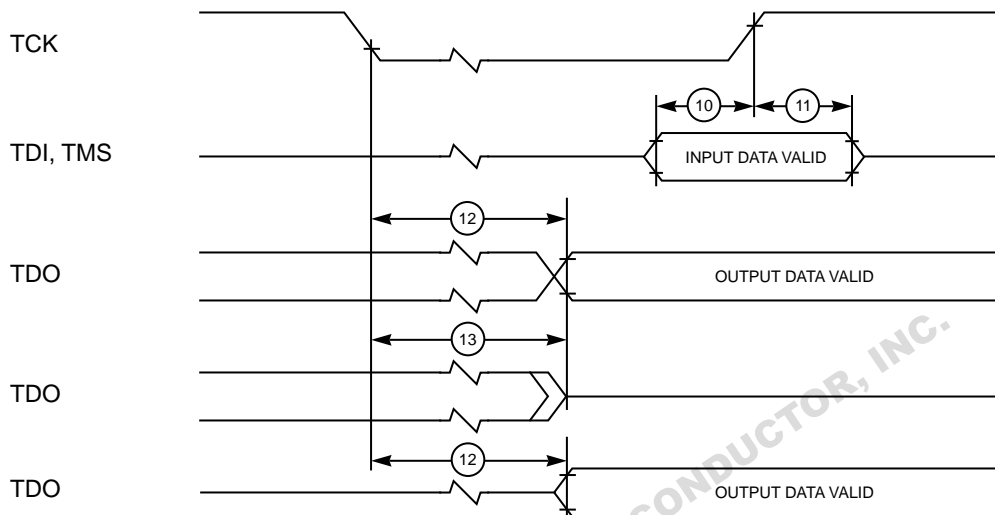 TCK
10
11
TDI, TMS
INPUT DATA VALID
12
TDO
OUTPUT DATA VALID
13
TDO
12
TDO
OUTPUT DATA VALID
CONDUCTOR, INC.